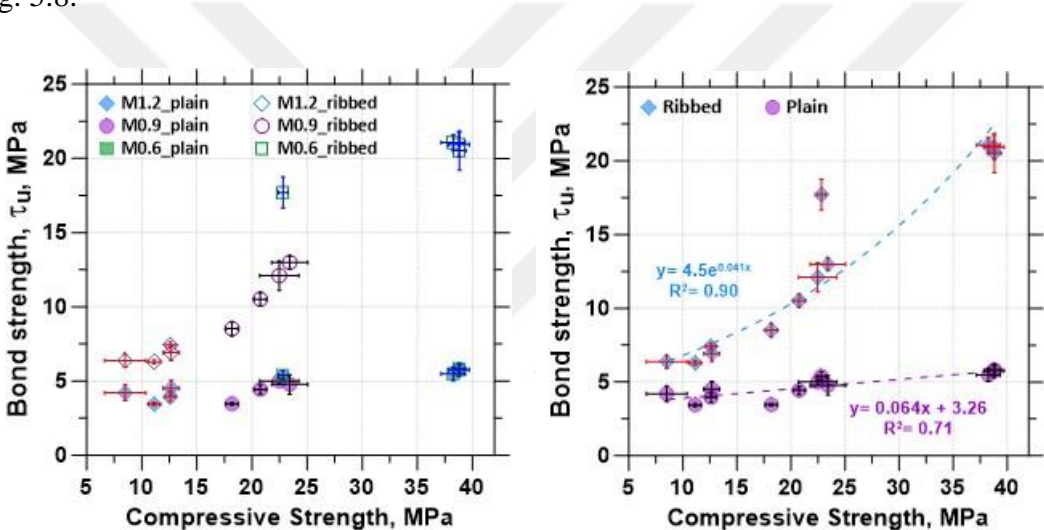 g. 5.8.
25
20
15
10
5
0
Bond strength, τu, MPa
M1.2_plain
M1.2_ribbed
M0.9_plain
M0.9_ribbed
M0.6_plain
M0.6_ribbed
5 10 15 20 25 30 35 40
Compressive Strength, MPa
25
20
15
10
5
0
Bond strength, τu, MPa
Ribbed
Plain
y= 4.5e^0.041x
R²= 0.90
y= 0.064x + 3.26
R²= 0.71
5 10 15 20 25 30 35 40
Compressive Strength, MPa